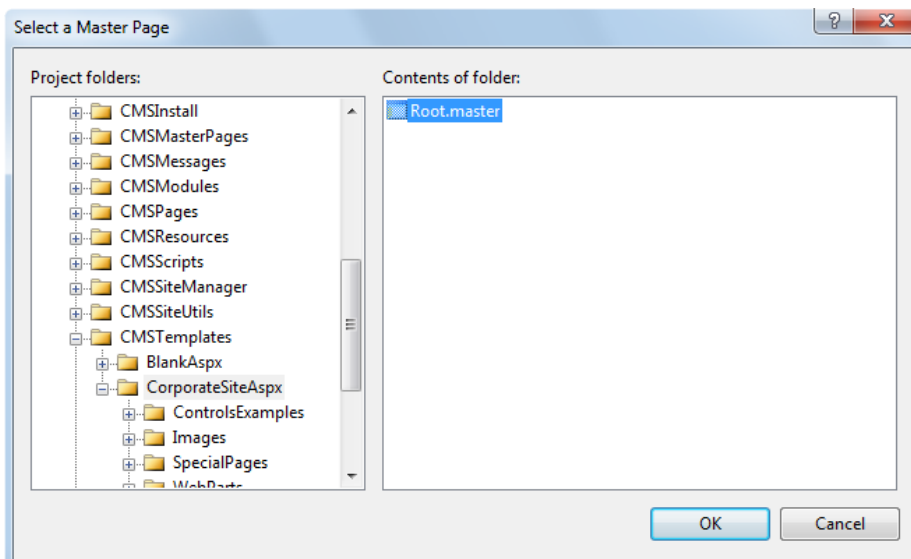 Select a Master Page
Project folders:
Contents of folder:
CMSInstall
CMSMasterPages
CMSMessages
CMSModules
CMSPages
CMSResources
CMSScripts
CMSSiteManager
CMSSiteUtils
CMSTemplates
BlankAspx
CorporateSiteAspx
ControlsExamples
Images
SpecialPages
WebParts
Root.master
OK
Cancel